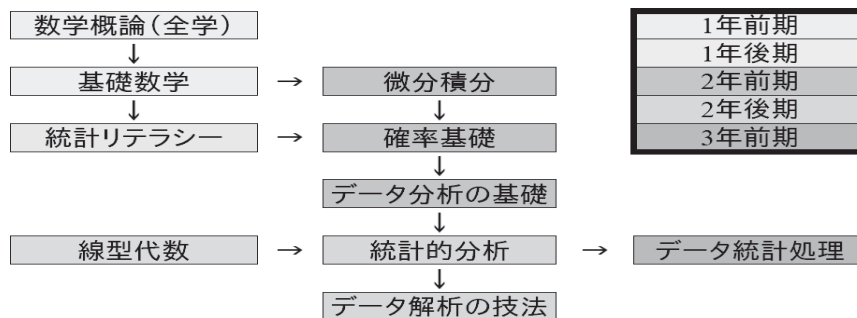 数学概論（全学）
1年前期
↓
1年後期
基礎数学 → 微分積分
2年前期
↓ ↓
2年後期
統計リテラシー → 確率基礎
3年前期
↓
データ分析の基礎
↓
線型代数 → 統計的分析 → データ統計処理
↓
データ解析の技法